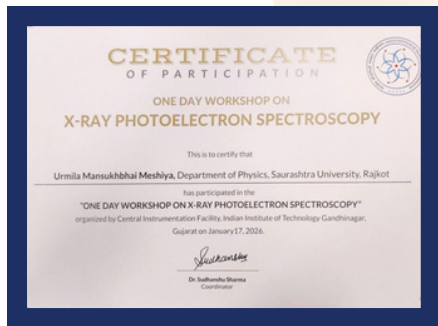 CERTIFICATE
OF PARTICIPATION
ONE DAY WORKSHOP ON
X-RAY PHOTOELECTRON SPECTROSCOPY
This is to certify that
Urmila Mansukhbhai Meshiya, Department of Physics, Saurashtra University, Rajkot
has participated in the
"ONE DAY WORKSHOP ON X-RAY PHOTOELECTRON SPECTROSCOPY"
organized by Central Instrumentation Facility, Indian Institute of Technology Gandhinagar,
Gujarat on January17, 2026.
Sudhanshu
Dr. Sudhanshu Sharma
Coordinator